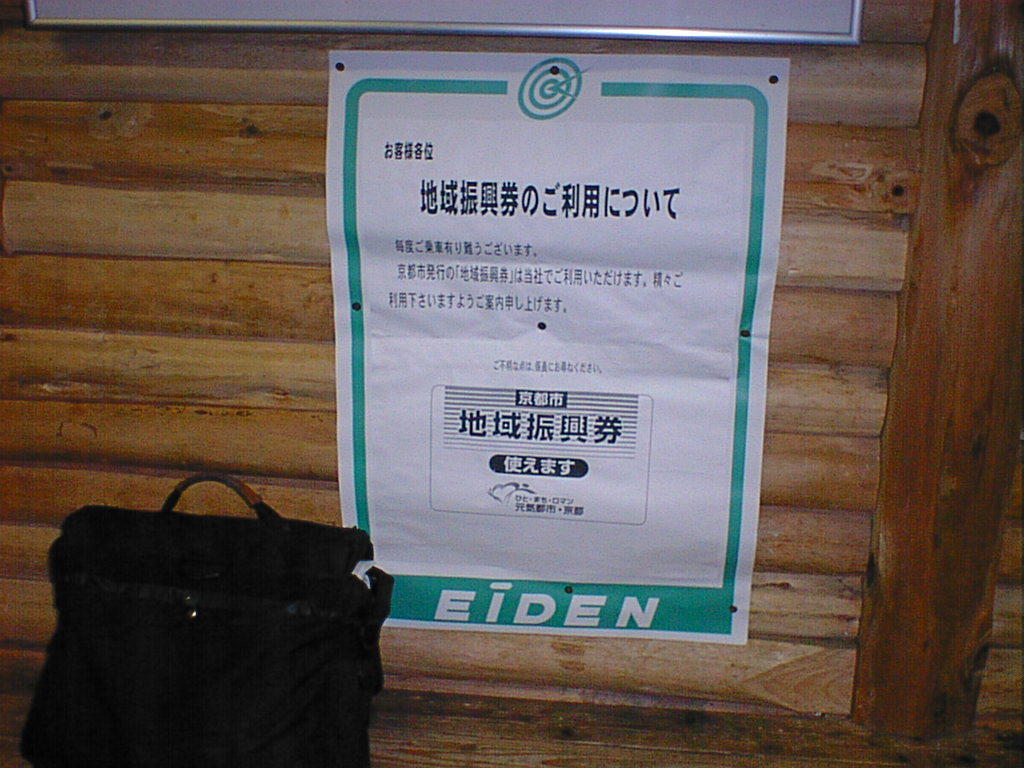 お客様各位
地域振興券のご利用について
毎度ご乗車有り難うございます。
京都市発行の「地域振興券」は当社でご利用いただけます。精々ご
利用下さいますようご案内申し上げます。
ご不明な点は、係員にお尋ねください。
京都市
地域振興券
使えます
ひと・まち・ロマン
元気都市・京都
EĪDEN